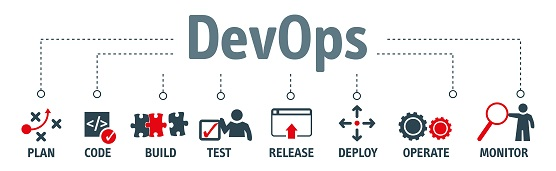 DevOps
</>
PLAN
CODE
BUILD
TEST
RELEASE
DEPLOY
OPERATE
MONITOR